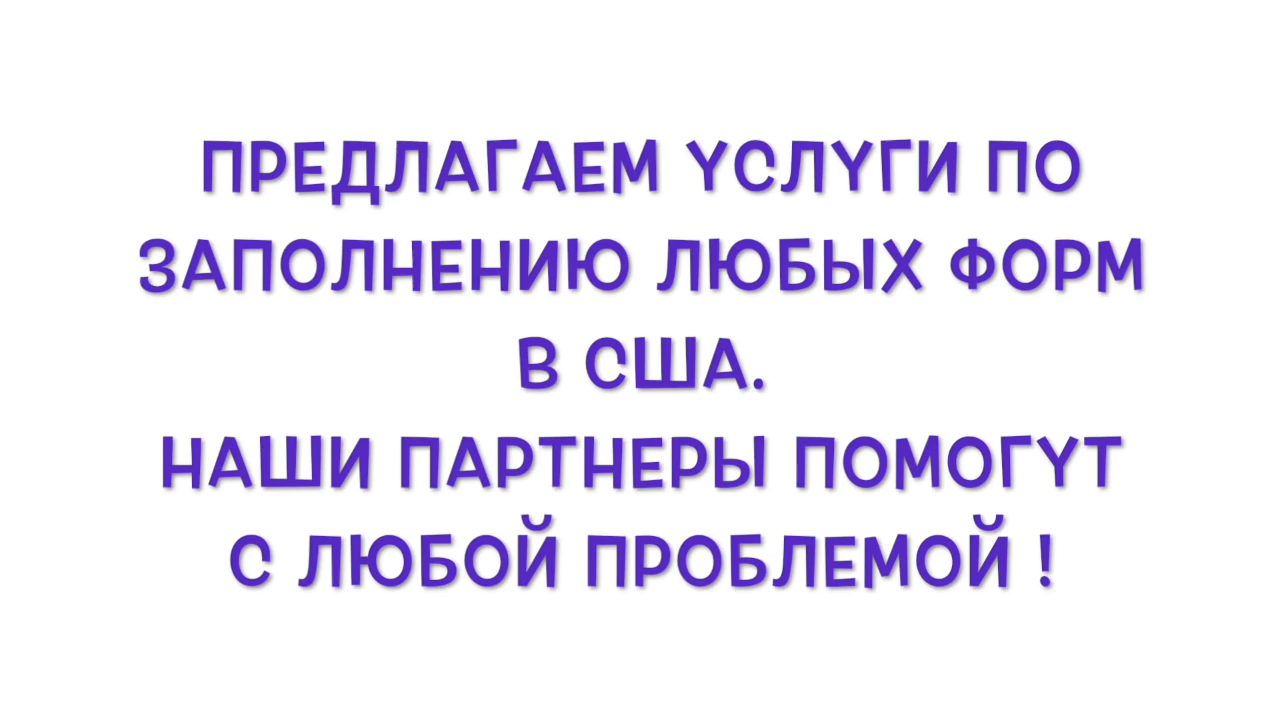 ПРЕДЛАГАЕМ УСЛУГИ ПО
ЗАПОЛНЕНИЮ ЛЮБЫХ ФОРМ
В США.
НАШИ ПАРТНЕРЫ ПОМОГУТ
С ЛЮБОЙ ПРОБЛЕМОЙ !